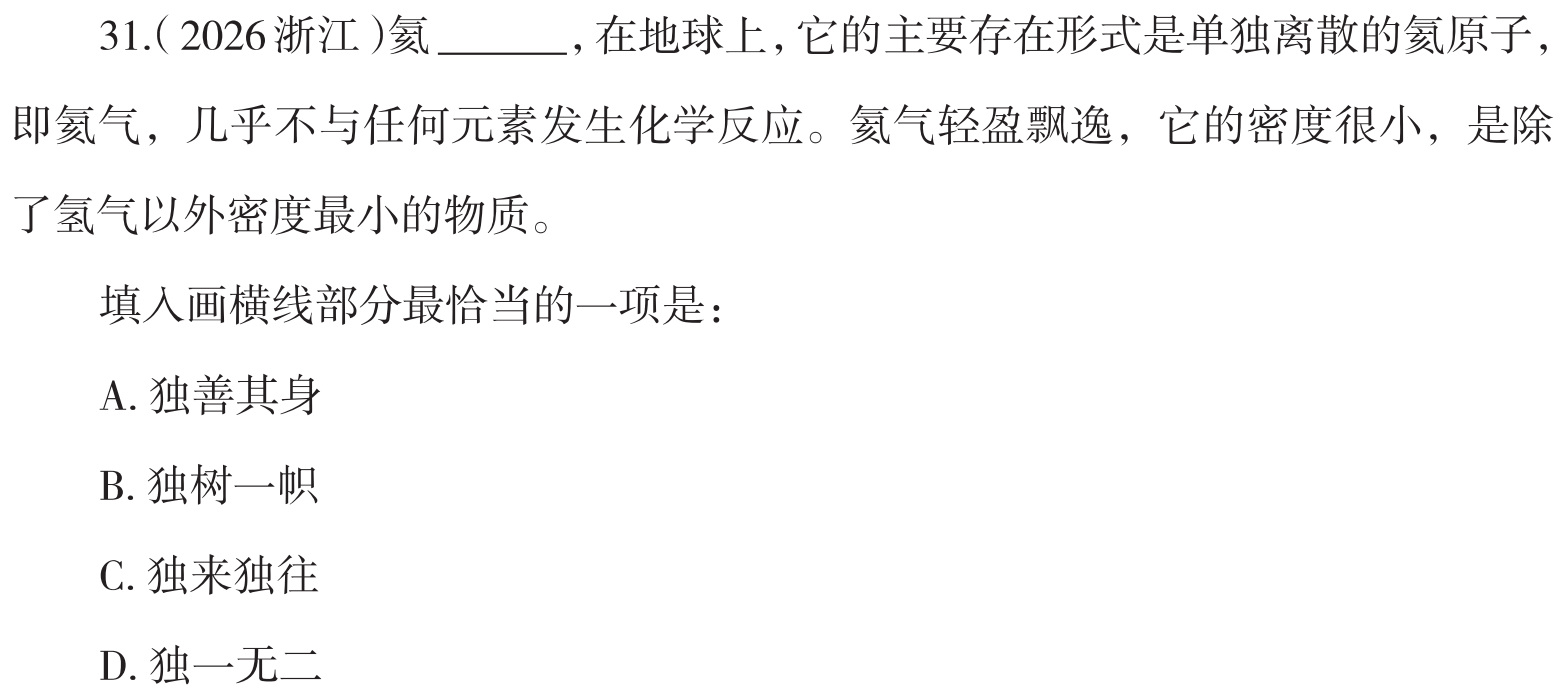 31.( 2026浙江 )氦______，在地球上，它的主要存在形式是单独离散的氦原子，
即氦气，几乎不与任何元素发生化学反应。氦气轻盈飘逸，它的密度很小，是除
了氢气以外密度最小的物质。
填入画横线部分最恰当的一项是：
A. 独善其身
B. 独树一帜
C. 独来独往
D. 独一无二